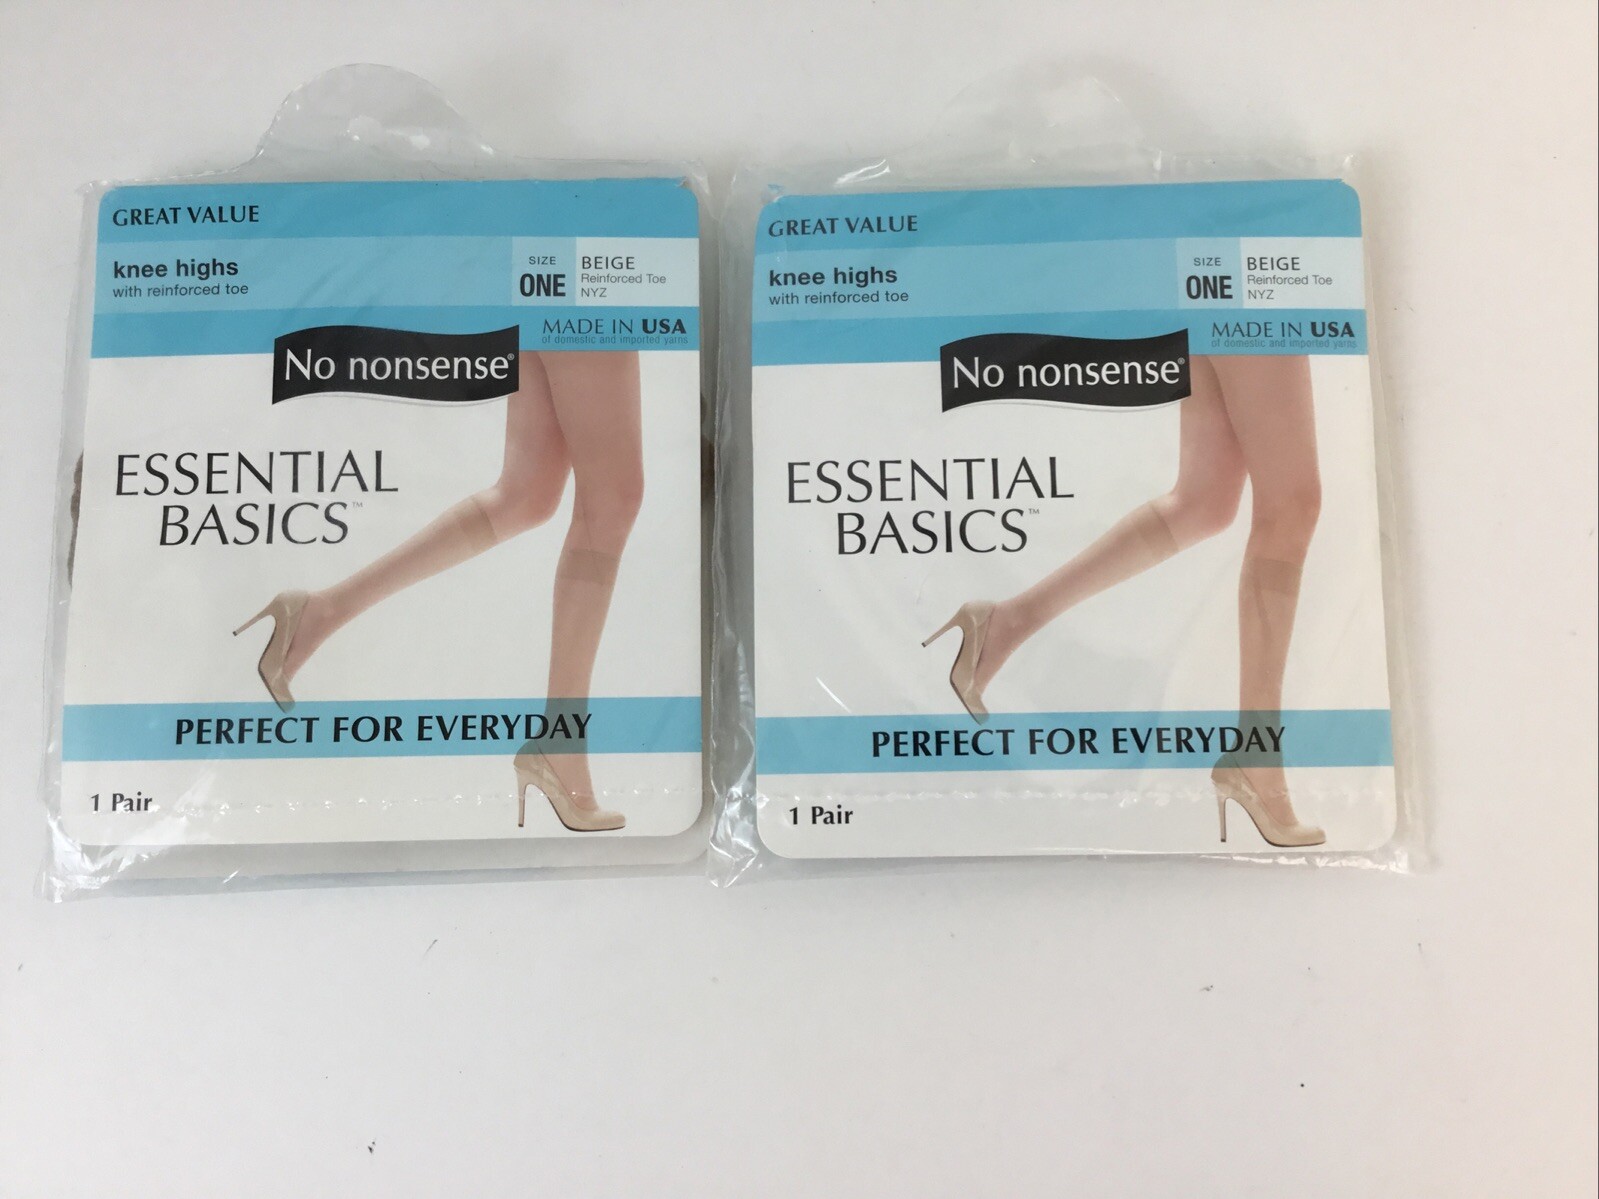 GREAT VALUE
knee highs
with reinforced toe
SIZE
ONE
BEIGE
Reinforced Toe
NYZ
MADE IN USA
of domestic and imported yarns
No nonsense®
ESSENTIAL
BASICS™
PERFECT FOR EVERYDAY
1 Pair
GREAT VALUE
knee highs
with reinforced toe
SIZE
ONE
BEIGE
Reinforced Toe
NYZ
MADE IN USA
of domestic and imported yarns
No nonsense®
ESSENTIAL
BASICS™
PERFECT FOR EVERYDAY
1 Pair